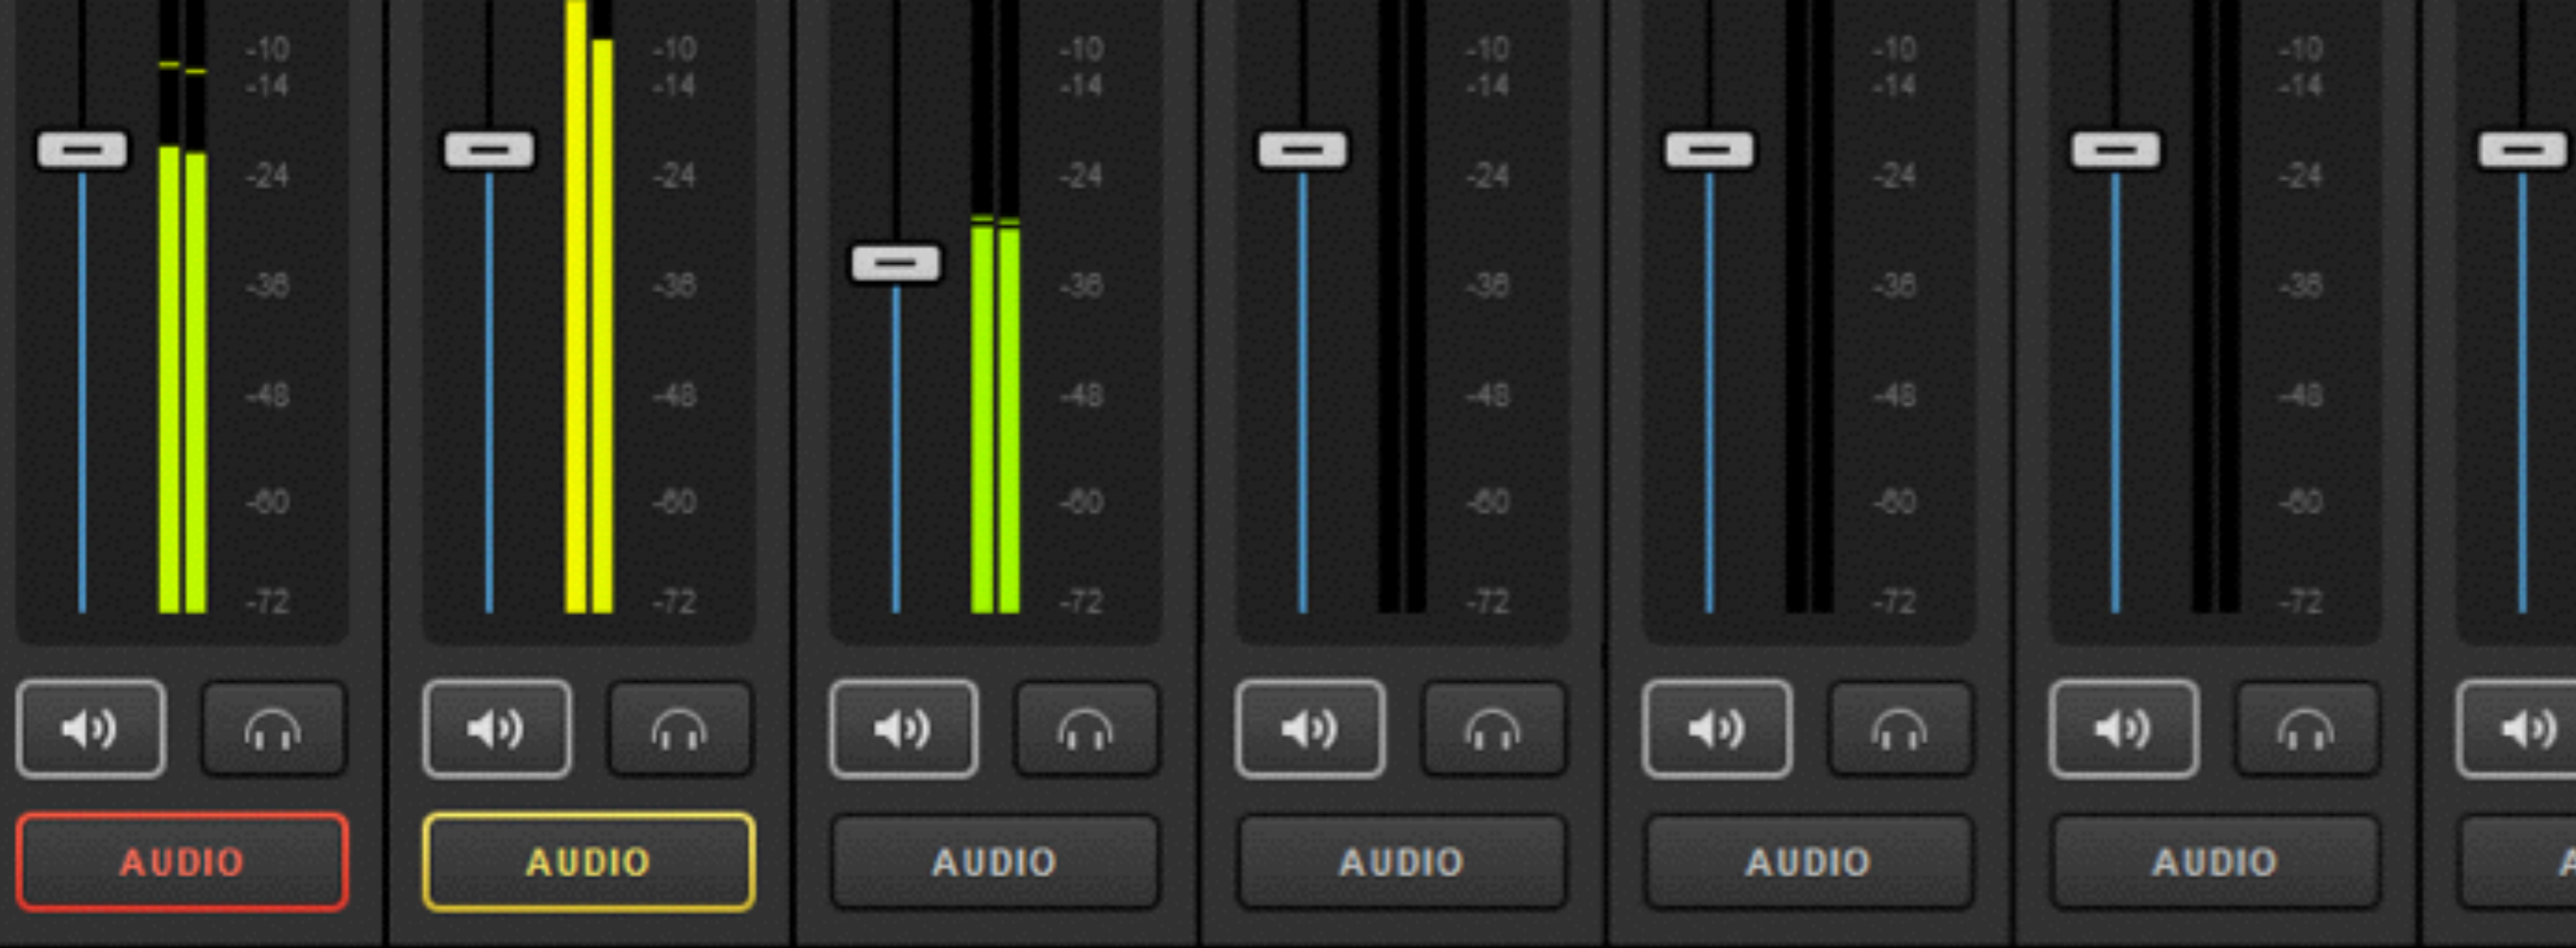 -10 -10 -10 -10 -10 -10
-14 -14 -14 -14 -14 -14
-24 -24 -24 -24 -24 -24
-36 -36 -36 -36 -36 -36
-48 -48 -48 -48 -48 -48
-60 -60 -60 -60 -60 -60
-72 -72 -72 -72 -72 -72
AUDIO AUDIO AUDIO AUDIO AUDIO AUDIO A